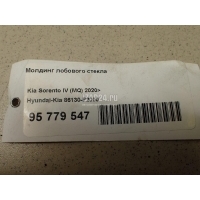 Молдинг лобового стекла
Kia Sorento IV (MQ) 2020>
Hyundai-Kia
95 779 547